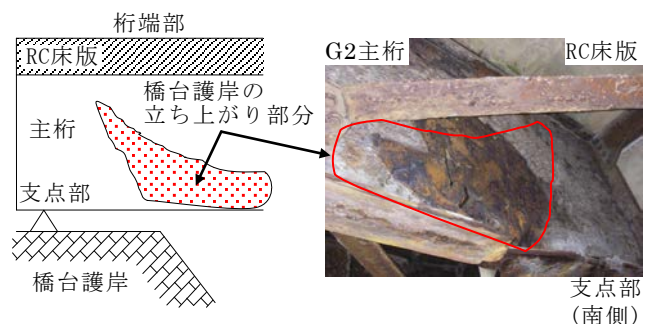 桁端部
RC床版
橋台護岸の
立ち上がり部分
主桁
支点部
橋台護岸
G2主桁
RC床版
支点部
(南側)